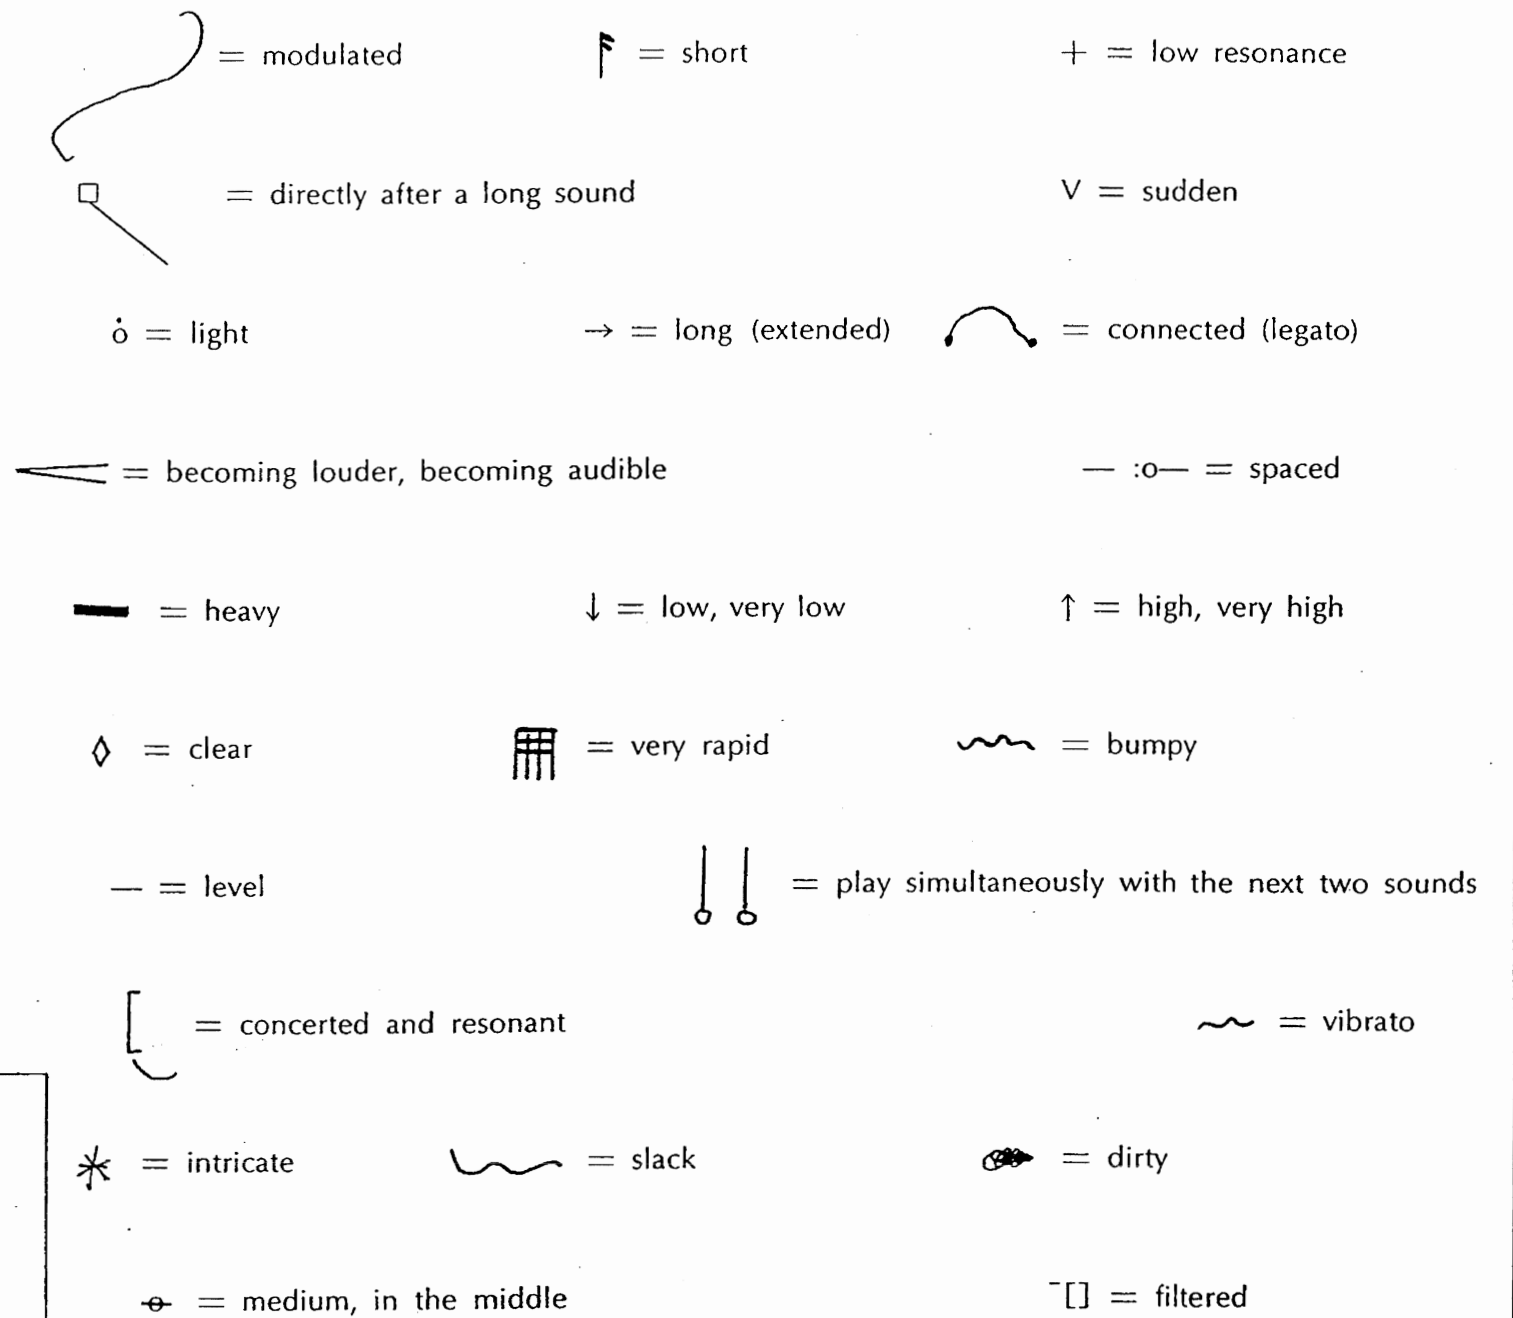 = modulated = short + = low resonance
= directly after a long sound V = sudden
ȯ = light → = long (extended) = connected (legato)
= becoming louder, becoming audible — :o— = spaced
= heavy ↓ = low, very low ↑ = high, very high
◊ = clear = very rapid = bumpy
— = level = play simultaneously with the next two sounds
= concerted and resonant = vibrato
= intricate = slack = dirty
= medium, in the middle ‾[] = filtered